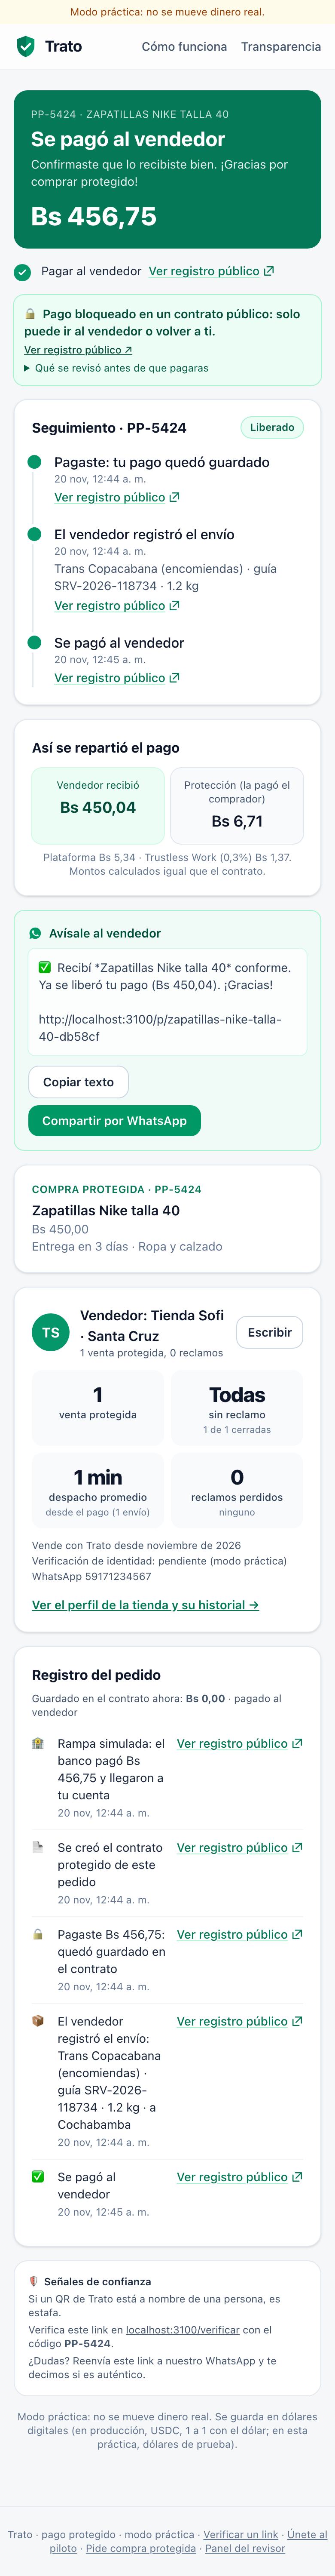 Modo práctica: no se mueve dinero real.
Trato
Cómo funciona
Transparencia
PP-5424 · ZAPATILLAS NIKE TALLA 40
Se pagó al vendedor
Confirmaste que lo recibiste bien. ¡Gracias por
comprar protegido!
Bs 456,75
Pagar al vendedor Ver registro público
Pago bloqueado en un contrato público: solo
puede ir al vendedor o volver a ti.
Ver registro público ↗
▶ Qué se revisó antes de que pagaras
Seguimiento · PP-5424
Liberado
Pagaste: tu pago quedó guardado
20 nov, 12:44 a. m.
Ver registro público
El vendedor registró el envío
20 nov, 12:44 a. m.
Trans Copacabana (encomiendas) · guía
SRV-2026-118734 · 1.2 kg
Ver registro público
Se pagó al vendedor
20 nov, 12:45 a. m.
Ver registro público
Así se repartió el pago
Vendedor recibió
Bs 450,04
Protección (la pagó el
comprador)
Bs 6,71
Plataforma Bs 5,34 · Trustless Work (0,3%) Bs 1,37.
Montos calculados igual que el contrato.
Avísale al vendedor
✅ Recibí *Zapatillas Nike talla 40* conforme.
Ya se liberó tu pago (Bs 450,04). ¡Gracias!
http://localhost:3100/p/zapatillas-nike-talla-
40-db58cf
Copiar texto
Compartir por WhatsApp
COMPRA PROTEGIDA · PP-5424
Zapatillas Nike talla 40
Bs 450,00
Entrega en 3 días · Ropa y calzado
TS
Vendedor: Tienda Sofi
· Santa Cruz
1 venta protegida, 0 reclamos
Escribir
1
venta protegida
Todas
sin reclamo
1 de 1 cerradas
1 min
despacho promedio
desde el pago (1 envío)
0
reclamos perdidos
ninguno
Vende con Trato desde noviembre de 2026
Verificación de identidad: pendiente (modo práctica)
WhatsApp 59171234567
Ver el perfil de la tienda y su historial →
Registro del pedido
Guardado en el contrato ahora: Bs 0,00 · pagado al
vendedor
Rampa simulada: el
banco pagó Bs
456,75 y llegaron a
tu cuenta
20 nov, 12:44 a. m.
Ver registro público
Se creó el contrato
protegido de este
pedido
20 nov, 12:44 a. m.
Ver registro público
Pagaste Bs 456,75:
quedó guardado en
el contrato
20 nov, 12:44 a. m.
Ver registro público
El vendedor
registró el envío:
Trans Copacabana
(encomiendas) ·
guía SRV-2026-
118734 · 1.2 kg · a
Cochabamba
20 nov, 12:44 a. m.
Ver registro público
Se pagó al
vendedor
20 nov, 12:45 a. m.
Ver registro público
Señales de confianza
Si un QR de Trato está a nombre de una persona, es
estafa.
Verifica este link en localhost:3100/verificar con el
código PP-5424.
¿Dudas? Reenvía este link a nuestro WhatsApp y te
decimos si es auténtico.
Modo práctica: no se mueve dinero real. Se guarda en dólares
digitales (en producción, USDC, 1 a 1 con el dólar; en esta
práctica, dólares de prueba).
Trato · pago protegido · modo práctica · Verificar un link · Únete al
piloto · Pide compra protegida · Panel del revisor